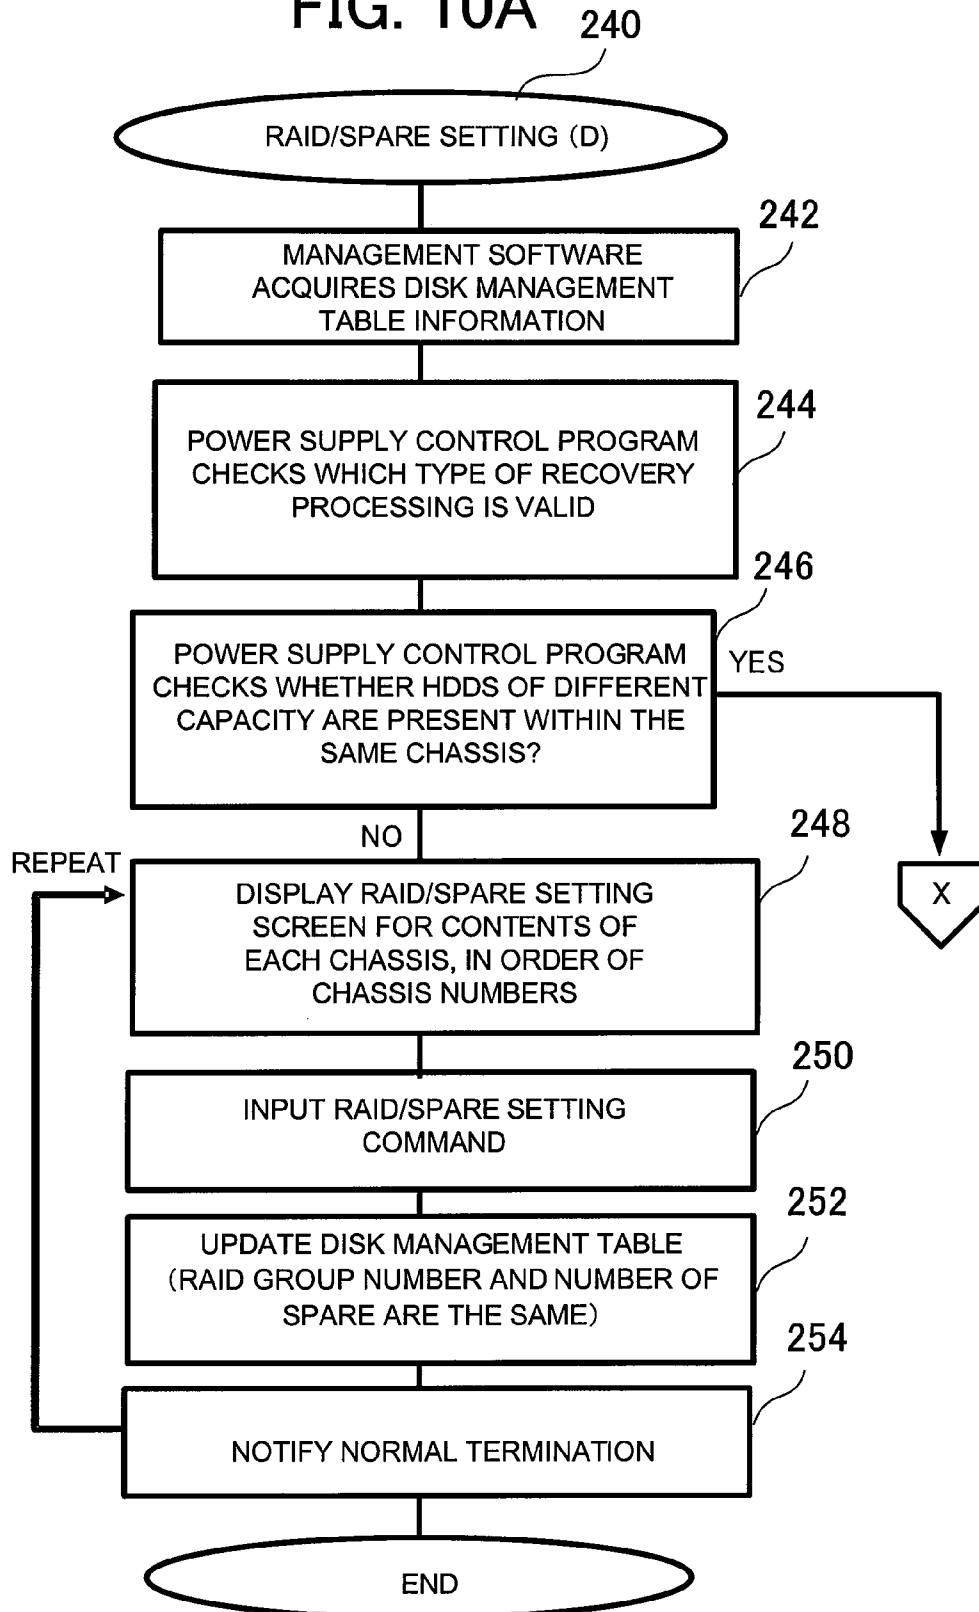 FIG. 10A
240
RAID/SPARE SETTING (D)
242
MANAGEMENT SOFTWARE
ACQUIRES DISK MANAGEMENT
TABLE INFORMATION
244
POWER SUPPLY CONTROL PROGRAM
CHECKS WHICH TYPE OF RECOVERY
PROCESSING IS VALID
246
POWER SUPPLY CONTROL PROGRAM
CHECKS WHETHER HDDS OF DIFFERENT
CAPACITY ARE PRESENT WITHIN THE
SAME CHASSIS?
YES
X
NO
REPEAT
248
DISPLAY RAID/SPARE SETTING
SCREEN FOR CONTENTS OF
EACH CHASSIS, IN ORDER OF
CHASSIS NUMBERS
250
INPUT RAID/SPARE SETTING
COMMAND
252
UPDATE DISK MANAGEMENT TABLE
(RAID GROUP NUMBER AND NUMBER OF
SPARE ARE THE SAME)
254
NOTIFY NORMAL TERMINATION
END